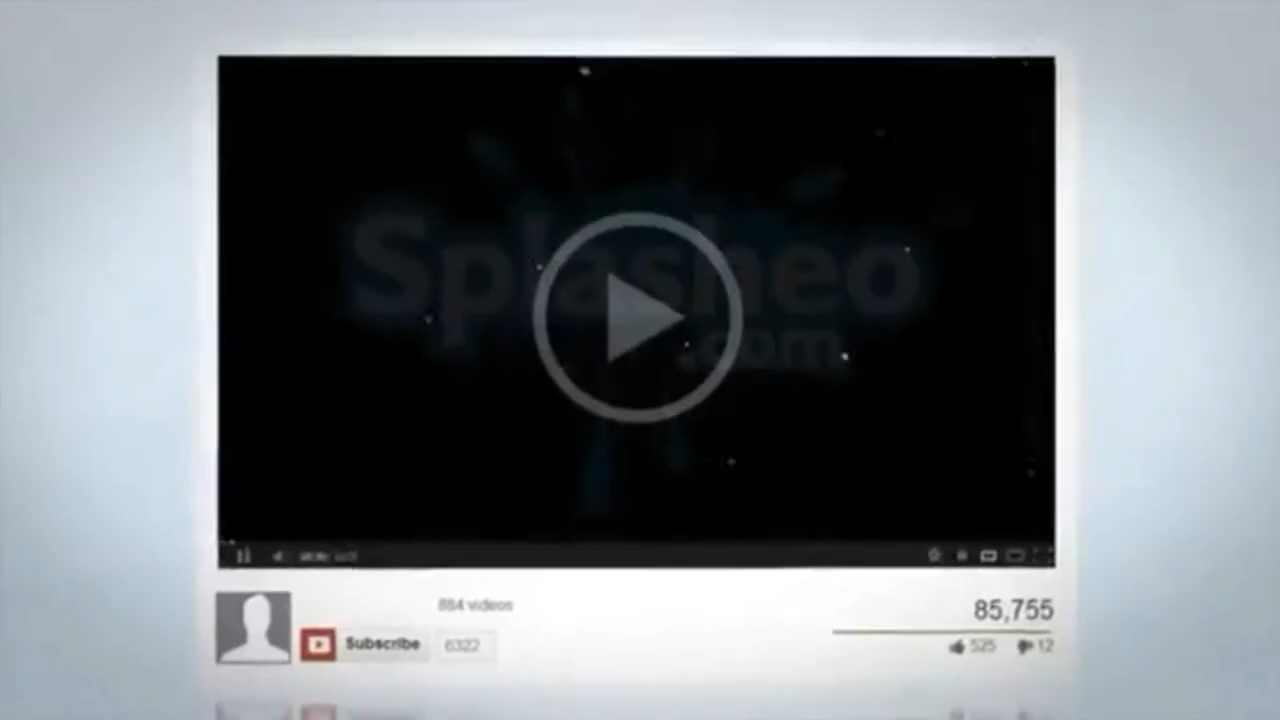 Splasheo
.com
884 videos
85,755
Subscribe 6322
525 12